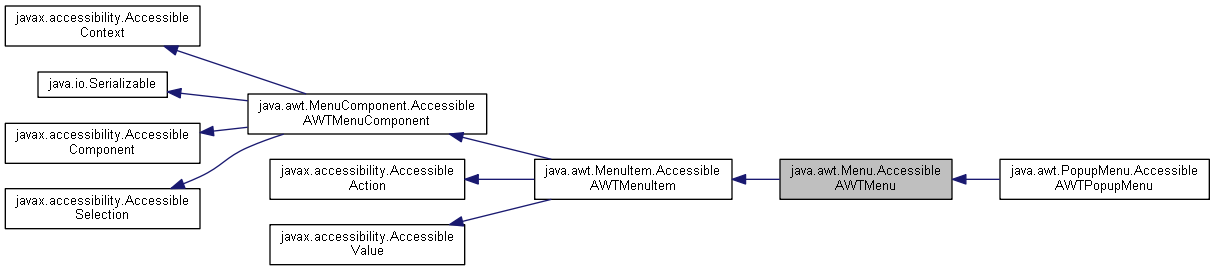 javax.accessibility.Accessible
Context
java.io.Serializable
java.awt.MenuComponent.Accessible
AWTMenuComponent
javax.accessibility.Accessible
Component
javax.accessibility.Accessible
Action
java.awt.MenuItem.Accessible
AWTMenuItem
java.awt.Menu.Accessible
AWTMenu
java.awt.PopupMenu.Accessible
AWTPopupMenu
javax.accessibility.Accessible
Selection
javax.accessibility.Accessible
Value